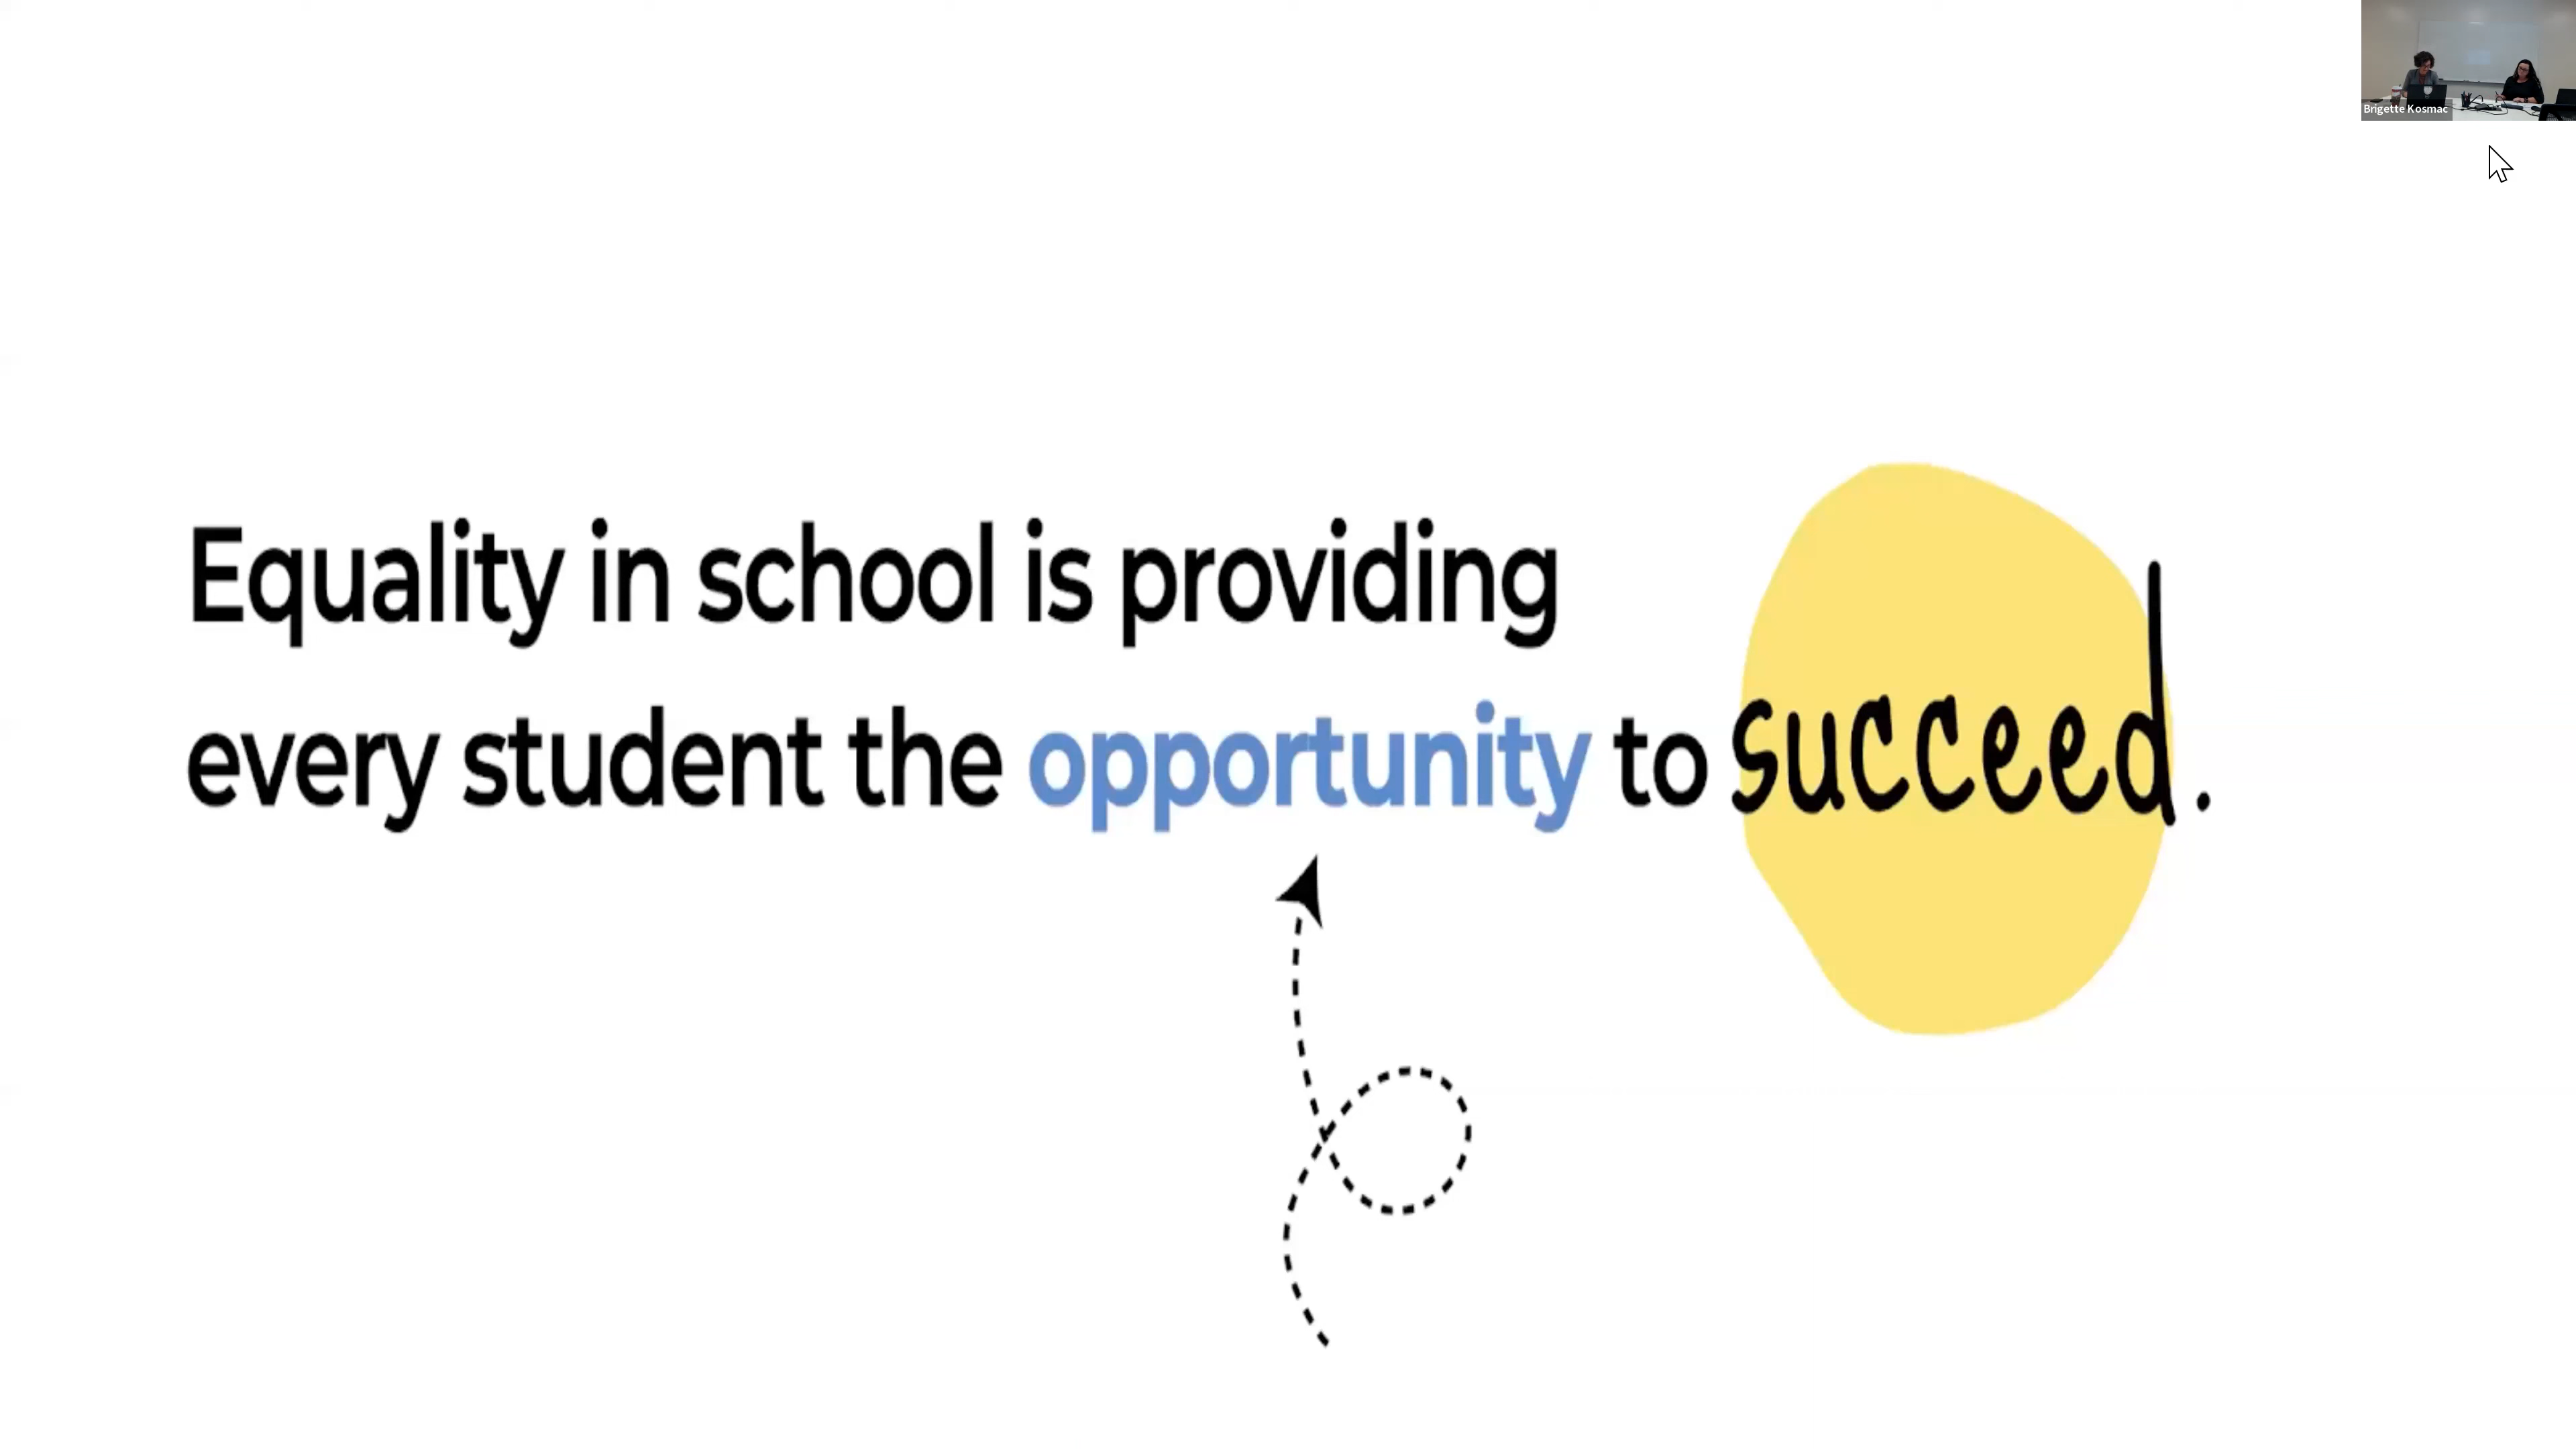 Brigette Kosmac
Equality in school is providing
every student the opportunity to succeed.